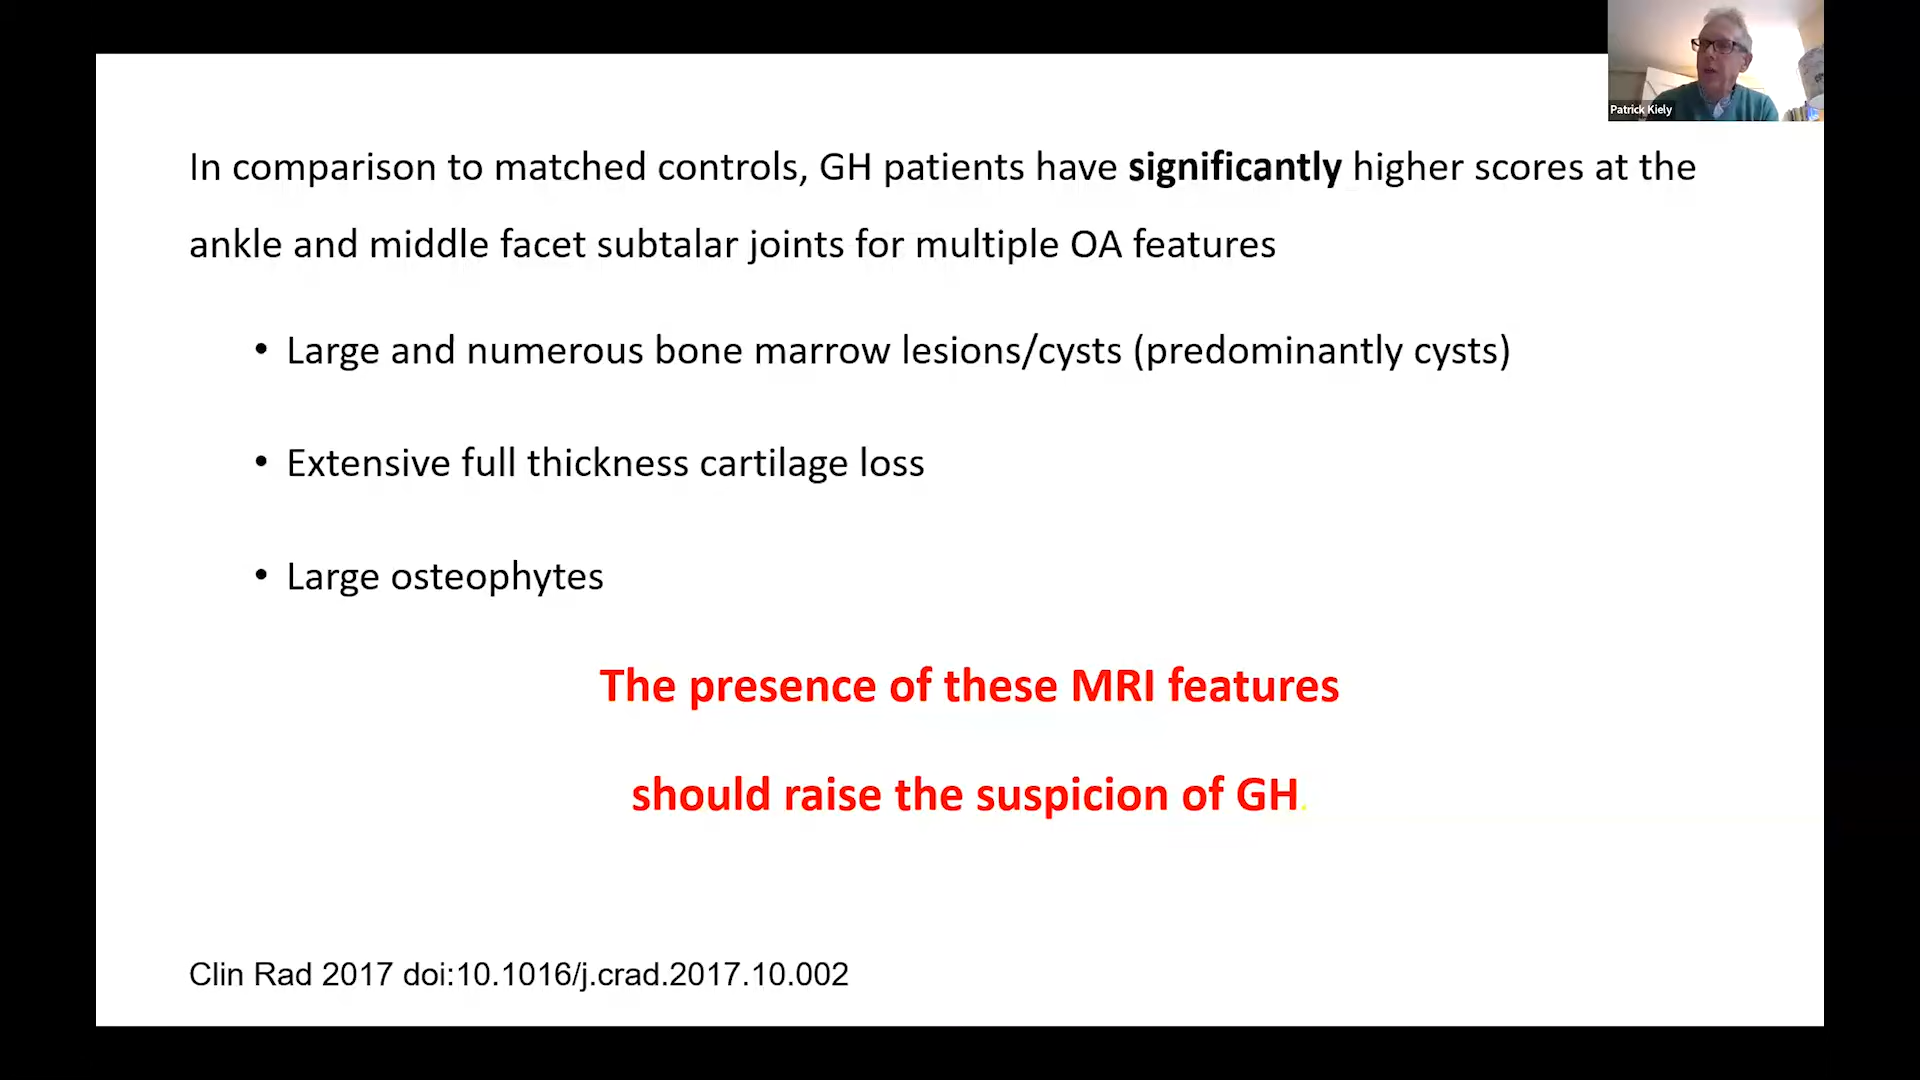 Patrick Kiely
In comparison to matched controls, GH patients have significantly higher scores at the
ankle and middle facet subtalar joints for multiple OA features
• Large and numerous bone marrow lesions/cysts (predominantly cysts)
• Extensive full thickness cartilage loss
• Large osteophytes
The presence of these MRI features
should raise the suspicion of GH.
Clin Rad 2017 doi:10.1016/j.crad.2017.10.002